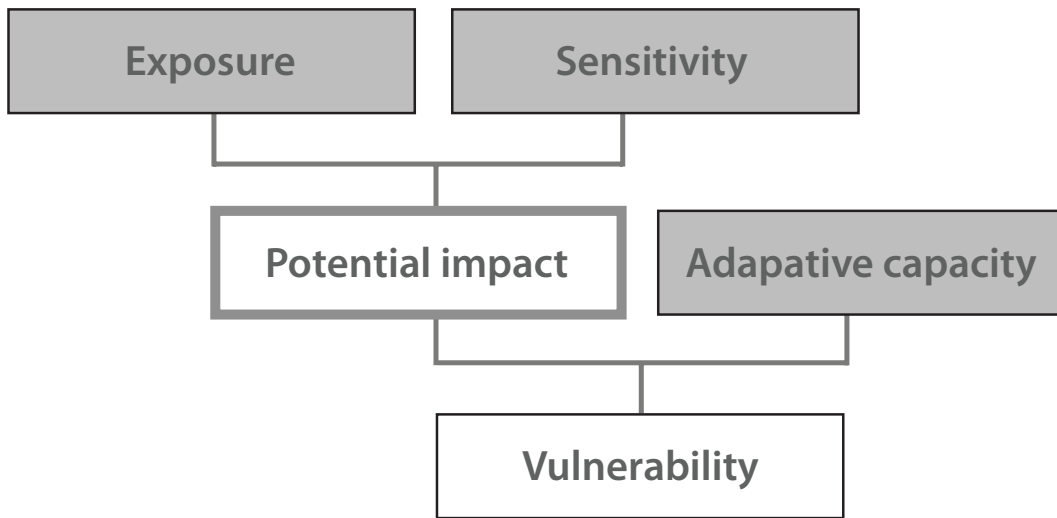 Exposure
Sensitivity
Potential impact
Adapative capacity
Vulnerability